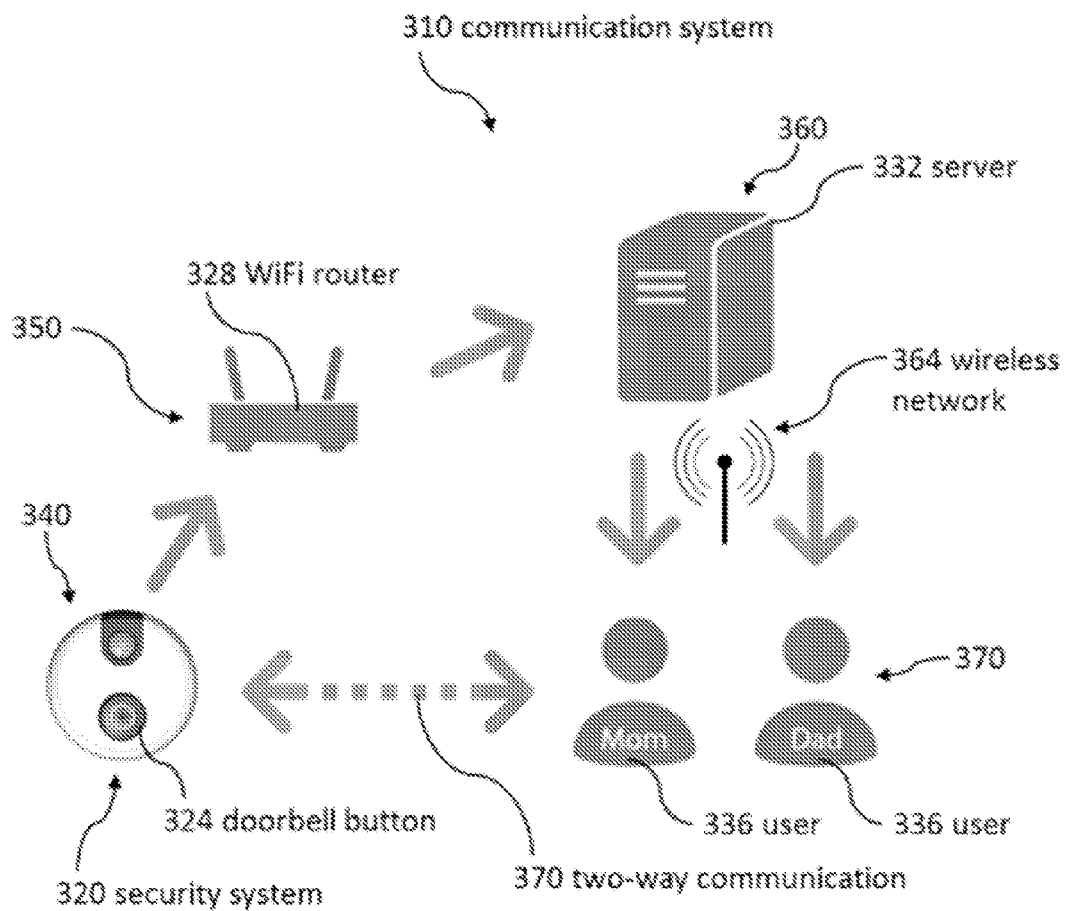 310 communication system
360
332 server
328 WiFi router
350
364 wireless
network
340
370
Mom
Dad
324 doorbell button
336 user
336 user
320 security system
370 two-way communication